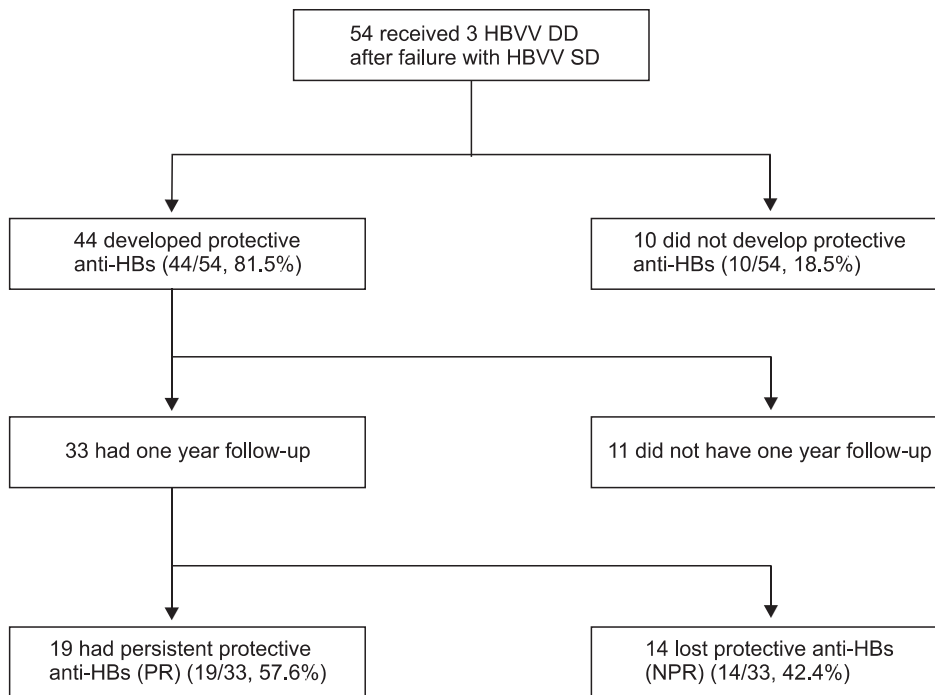 54 received 3 HBVV DD
after failure with HBVV SD
44 developed protective
anti-HBs (44/54, 81.5%)
10 did not develop protective
anti-HBs (10/54, 18.5%)
33 had one year follow-up
11 did not have one year follow-up
19 had persistent protective
anti-HBs (PR) (19/33, 57.6%)
14 lost protective anti-HBs
(NPR) (14/33, 42.4%)